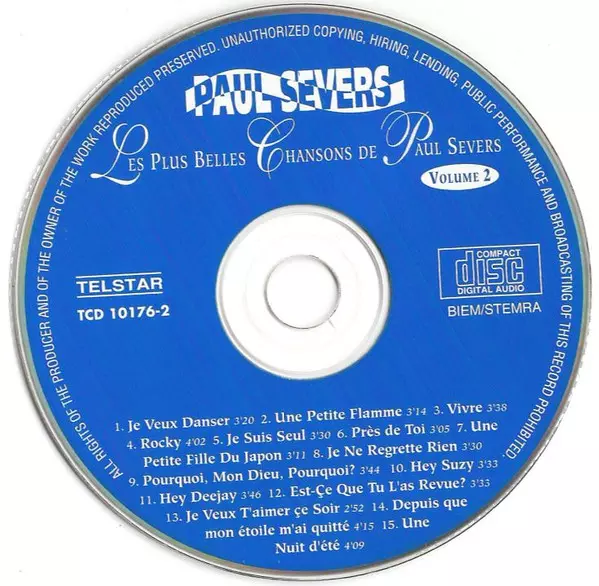 ALL RIGHTS OF THE PRODUCER AND OF THE OWNER OF THE WORK REPRODUCED PRESERVED. UNAUTHORIZED COPYING, HIRING, LENDING, PUBLIC PERFORMANCE AND BROADCASTING OF THIS RECORD PROHIBITED.
PAUL SEVERS
Les Plus Belles Chansons de Paul Severs
Volume 2
TELSTAR
TCD 10176-2
COMPACT
disc
DIGITAL AUDIO
BIEM/STEMRA
1. Je Veux Danser 3'20 2. Une Petite Flamme 3'14 3. Vivre 3'38
4. Rocky 4'02 5. Je Suis Seul 3'30 6. Près de Toi 3'05 7. Une
Petite Fille Du Japon 3'11 8. Je Ne Regrette Rien 3'30
9. Pourquoi, Mon Dieu, Pourquoi? 3'44 10. Hey Suzy 3'33
11. Hey Deejay 3'46 12. Est-Çe Que Tu L'as Revue? 3'33
13. Je Veux T'aimer çe Soir 2'52 14. Depuis que
mon étoile m'ai quitté 4'15 15. Une
Nuit d'été 4'09